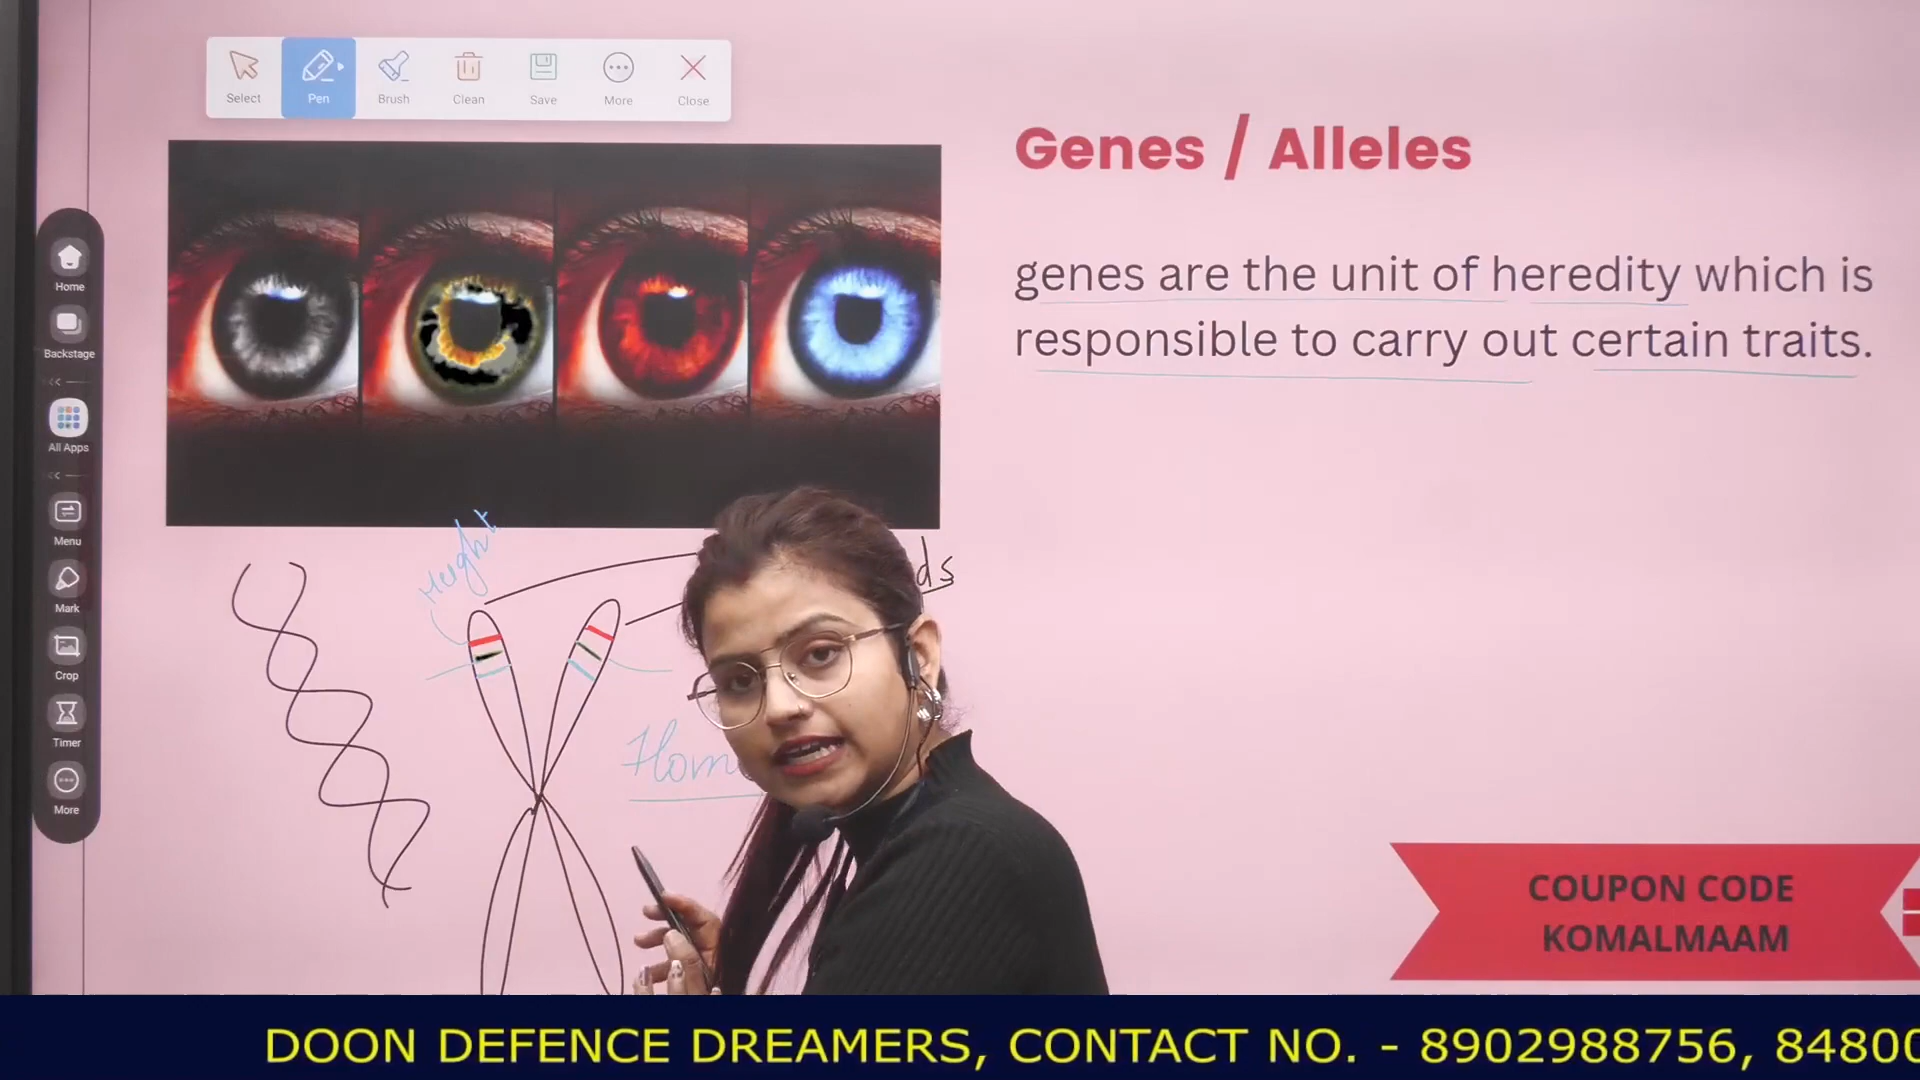 Select Pen Brush Clean Save More Close
Genes / Alleles
genes are the unit of heredity which is
responsible to carry out certain traits.
Home
Backstage
All Apps
Menu
Mark
Crop
Timer
More
Height
ds
COUPON CODE
KOMALMAAM
DOON DEFENCE DREAMERS, CONTACT NO. - 8902988756, 84800